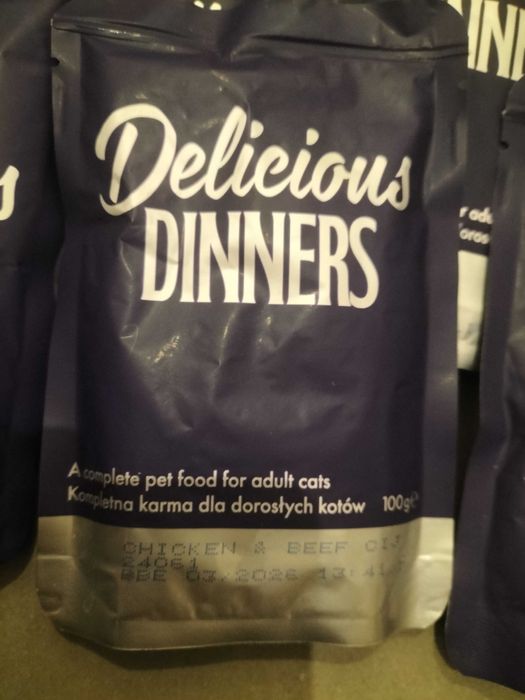 Delicious
DINNERS
A complete pet food for adult cats
Kompletna karma dla dorosłych kotów 100g℮
CHICKEN & BEEF CIJ
24061
BBE 03/2026 13:41